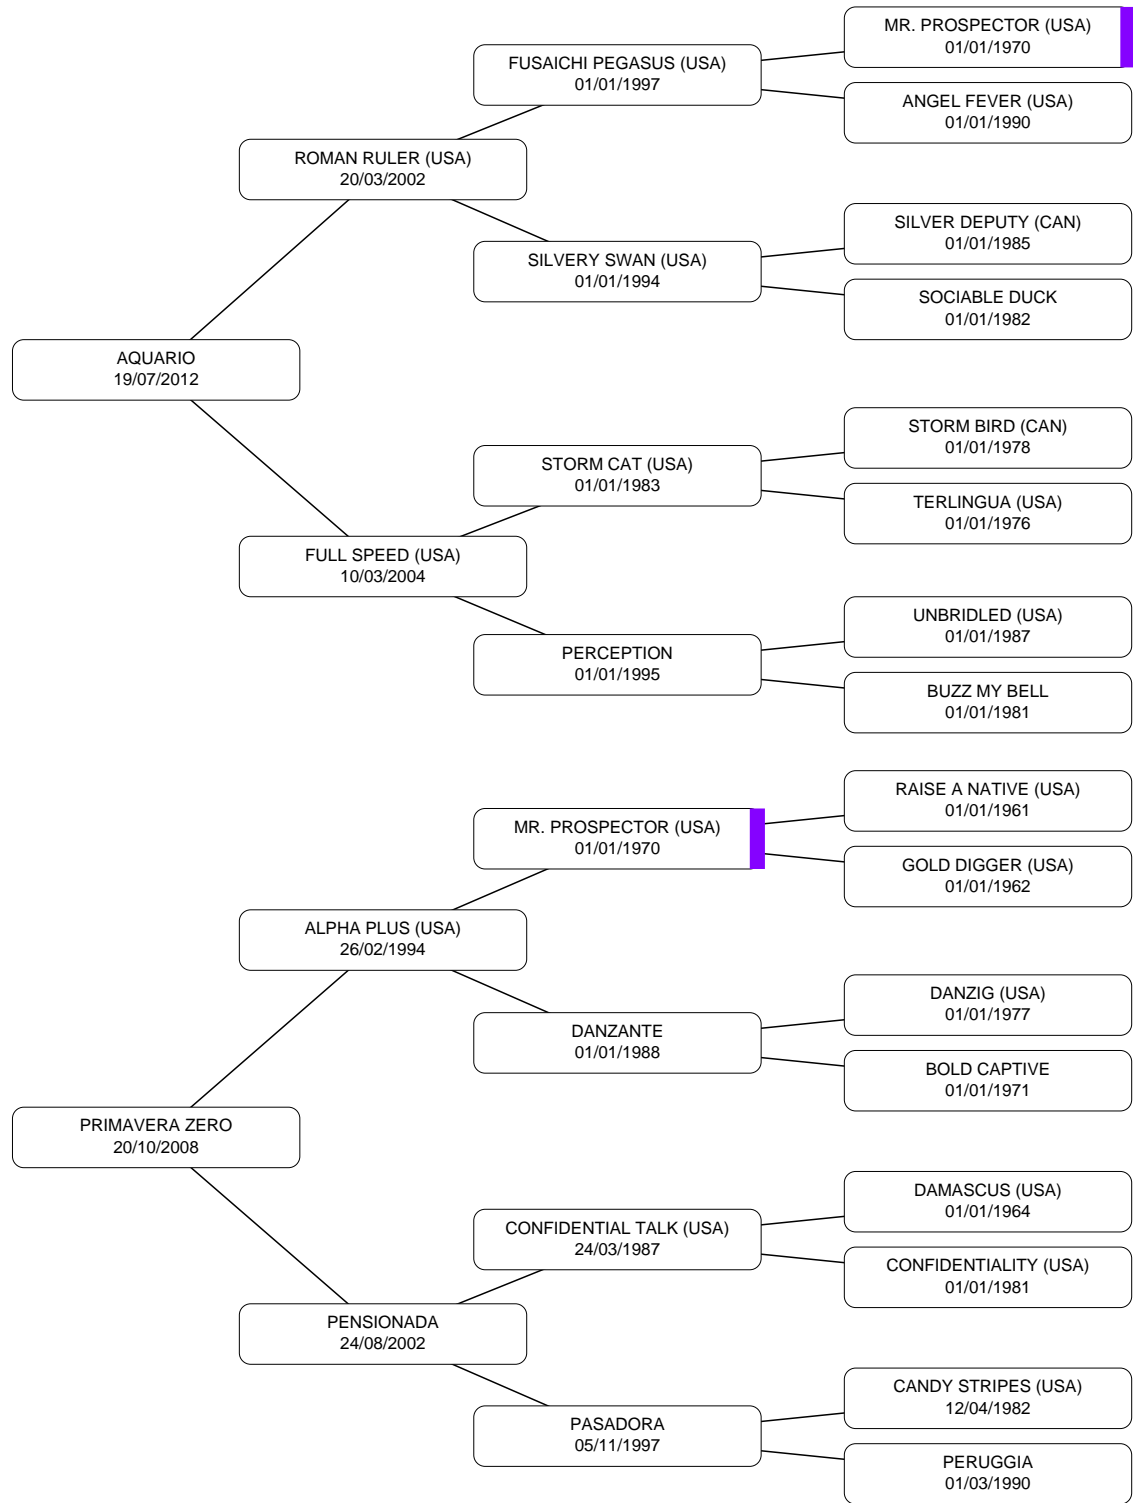 MR. PROSPECTOR (USA)
01/01/1970
FUSAICHI PEGASUS (USA)
01/01/1997
ANGEL FEVER (USA)
01/01/1990
ROMAN RULER (USA)
20/03/2002
SILVER DEPUTY (CAN)
01/01/1985
SILVERY SWAN (USA)
01/01/1994
SOCIABLE DUCK
01/01/1982
AQUARIO
19/07/2012
STORM BIRD (CAN)
01/01/1978
STORM CAT (USA)
01/01/1983
TERLINGUA (USA)
01/01/1976
FULL SPEED (USA)
10/03/2004
UNBRIDLED (USA)
01/01/1987
PERCEPTION
01/01/1995
BUZZ MY BELL
01/01/1981
RAISE A NATIVE (USA)
01/01/1961
MR. PROSPECTOR (USA)
01/01/1970
GOLD DIGGER (USA)
01/01/1962
ALPHA PLUS (USA)
26/02/1994
DANZIG (USA)
01/01/1977
DANZANTE
01/01/1988
BOLD CAPTIVE
01/01/1971
PRIMAVERA ZERO
20/10/2008
DAMASCUS (USA)
01/01/1964
CONFIDENTIAL TALK (USA)
24/03/1987
CONFIDENTIALITY (USA)
01/01/1981
PENSIONADA
24/08/2002
CANDY STRIPES (USA)
12/04/1982
PASADORA
05/11/1997
PERUGGIA
01/03/1990